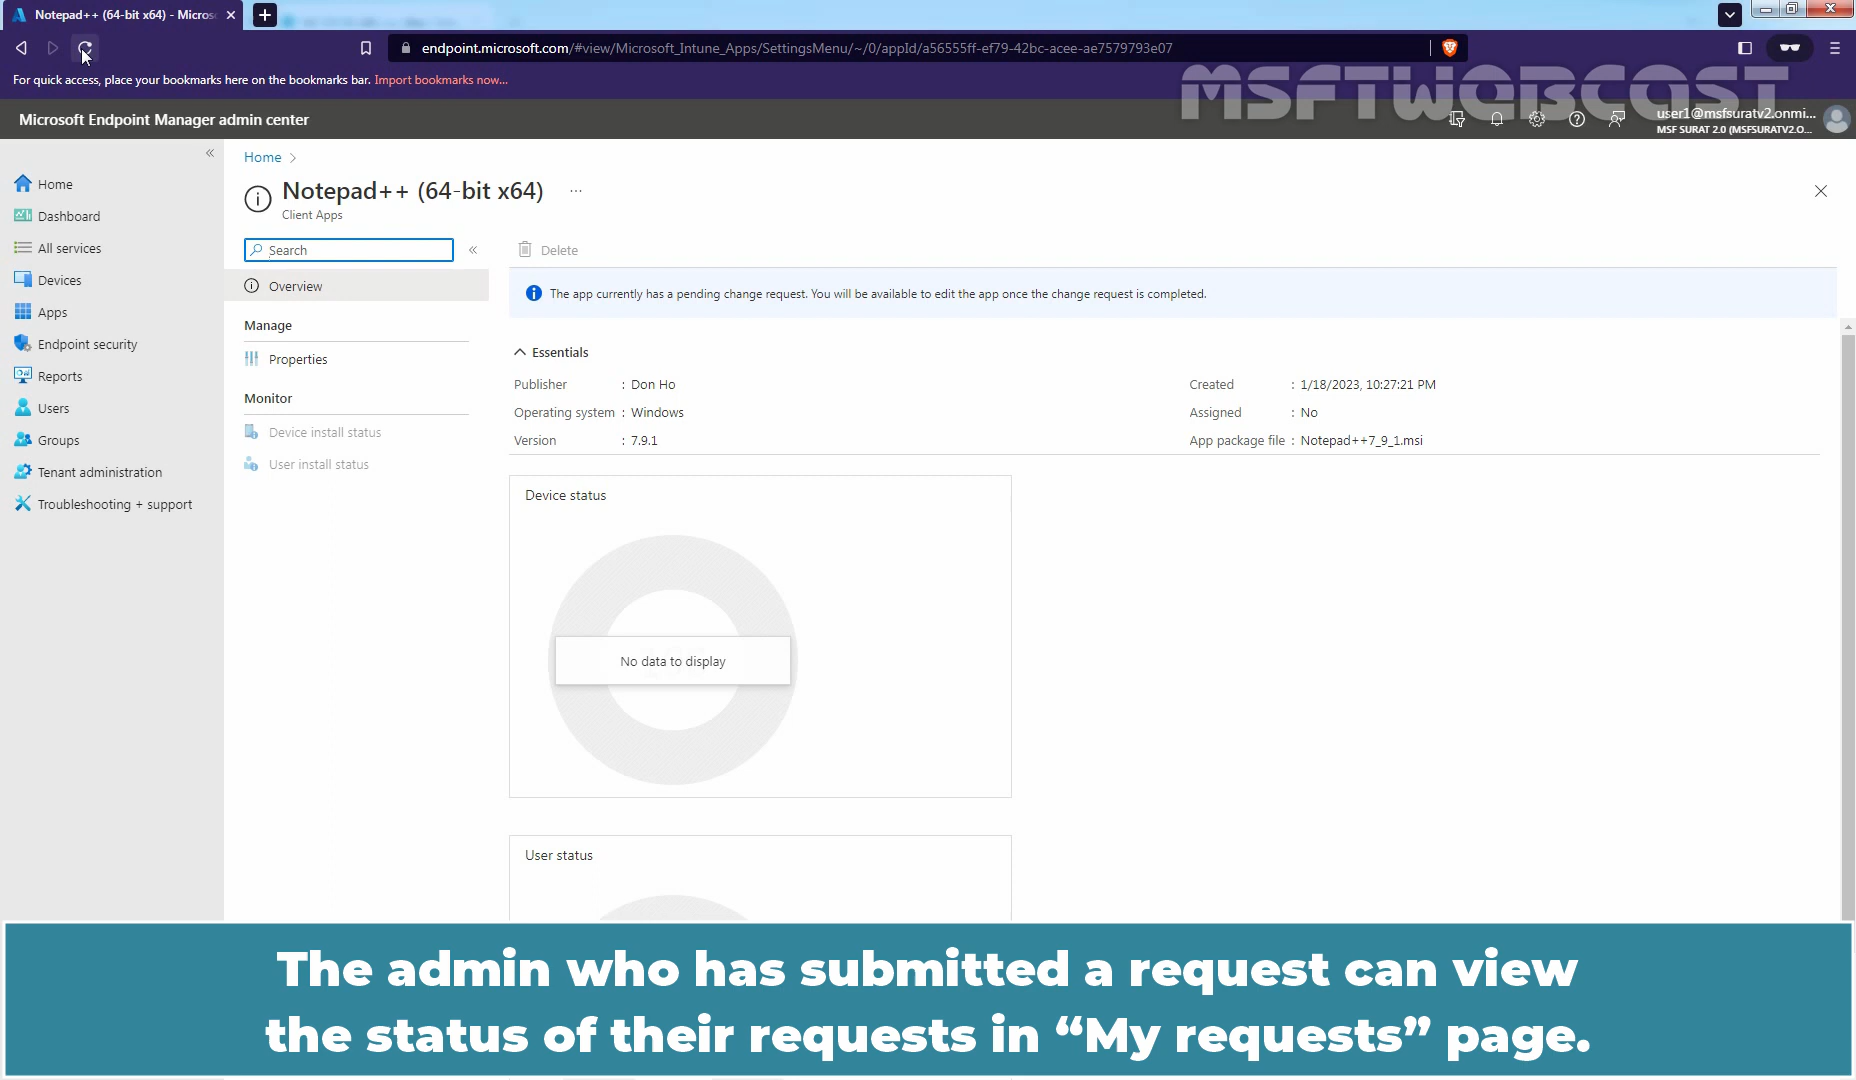 Notepad++ (64-bit x64) - Micros
endpoint.microsoft.com/#view/Microsoft_Intune_Apps/SettingsMenu/~/0/appId/a56555ff-ef79-42bc-acee-ae7579793e07
For quick access, place your bookmarks here on the bookmarks bar. Import bookmarks now...
MSFTWEBCAST
Microsoft Endpoint Manager admin center
user1@msfsuratv2.onmi...
MSF SURAT 2.0 (MSFSURATV2.O...
Home
Dashboard
All services
Devices
Apps
Endpoint security
Reports
Users
Groups
Tenant administration
Troubleshooting + support
Home >
Notepad++ (64-bit x64) ...
Client Apps
Search
Overview
Manage
Properties
Monitor
Device install status
User install status
Delete
The app currently has a pending change request. You will be available to edit the app once the change request is completed.
Essentials
Publisher : Don Ho
Operating system : Windows
Version : 7.9.1
Created : 1/18/2023, 10:27:21 PM
Assigned : No
App package file : Notepad++7_9_1.msi
Device status
No data to display
User status
The admin who has submitted a request can view
the status of their requests in “My requests” page.